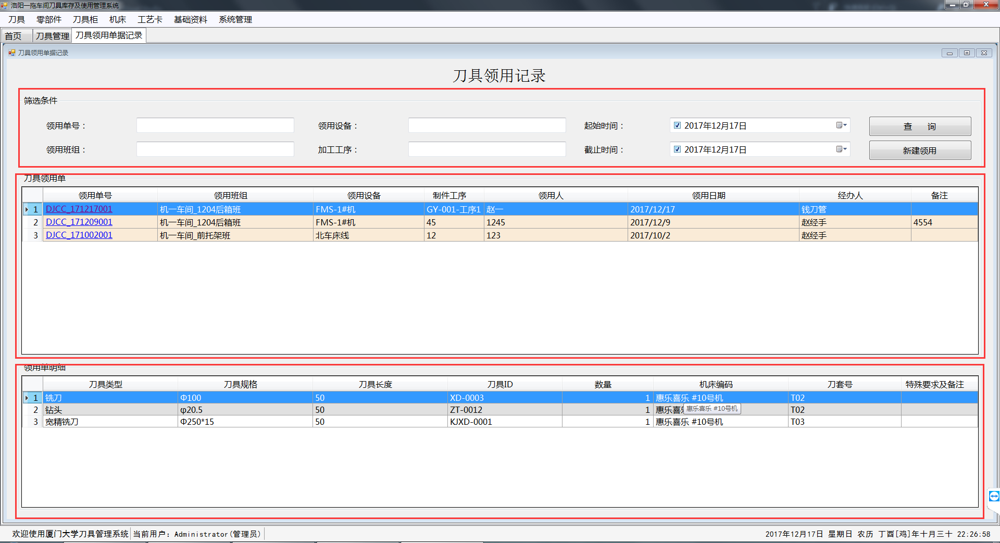 洛阳一拖车间刀具库存及使用管理系统
刀具 零部件 刀具柜 机床 工艺卡 基础资料 系统管理
首页 刀具管理 刀具领用单据记录
刀具领用单据记录
刀具领用记录
筛选条件
领用单号： 领用设备： 起始时间： 2017年12月17日 查 询
领用班组： 加工工序： 截止时间： 2017年12月17日 新建领用
刀具领用单
领用单号 领用班组 领用设备 制件工序 领用人 领用日期 经办人 备注
1 DJCC_171217001 机一车间_1204后箱班 FMS-1#机 GY-001-工序1 赵一 2017/12/17 钱刀管
2 DJCC_171209001 机一车间_1204后箱班 FMS-1#机 45 1245 2017/12/9 赵经手 4554
3 DJCC_171002001 机一车间_前托架班 北车床线 12 123 2017/10/2 赵经手
领用单明细
刀具类型 刀具规格 刀具长度 刀具ID 数量 机床编码 刀套号 特殊要求及备注
1 铣刀 Φ100 50 XD-0003 1 惠乐喜乐 #10号机 T02
2 钻头 φ20.5 50 ZT-0012 1 惠乐喜乐 #10号机 T02
3 宽精铣刀 Φ250*15 50 KJXD-0001 1 惠乐喜乐 #10号机 T03
欢迎使用厦门大学刀具管理系统 当前用户：Administrator(管理员) 2017年12月17日 星期日 农历 丁酉[鸡]年十月三十 22:26:58